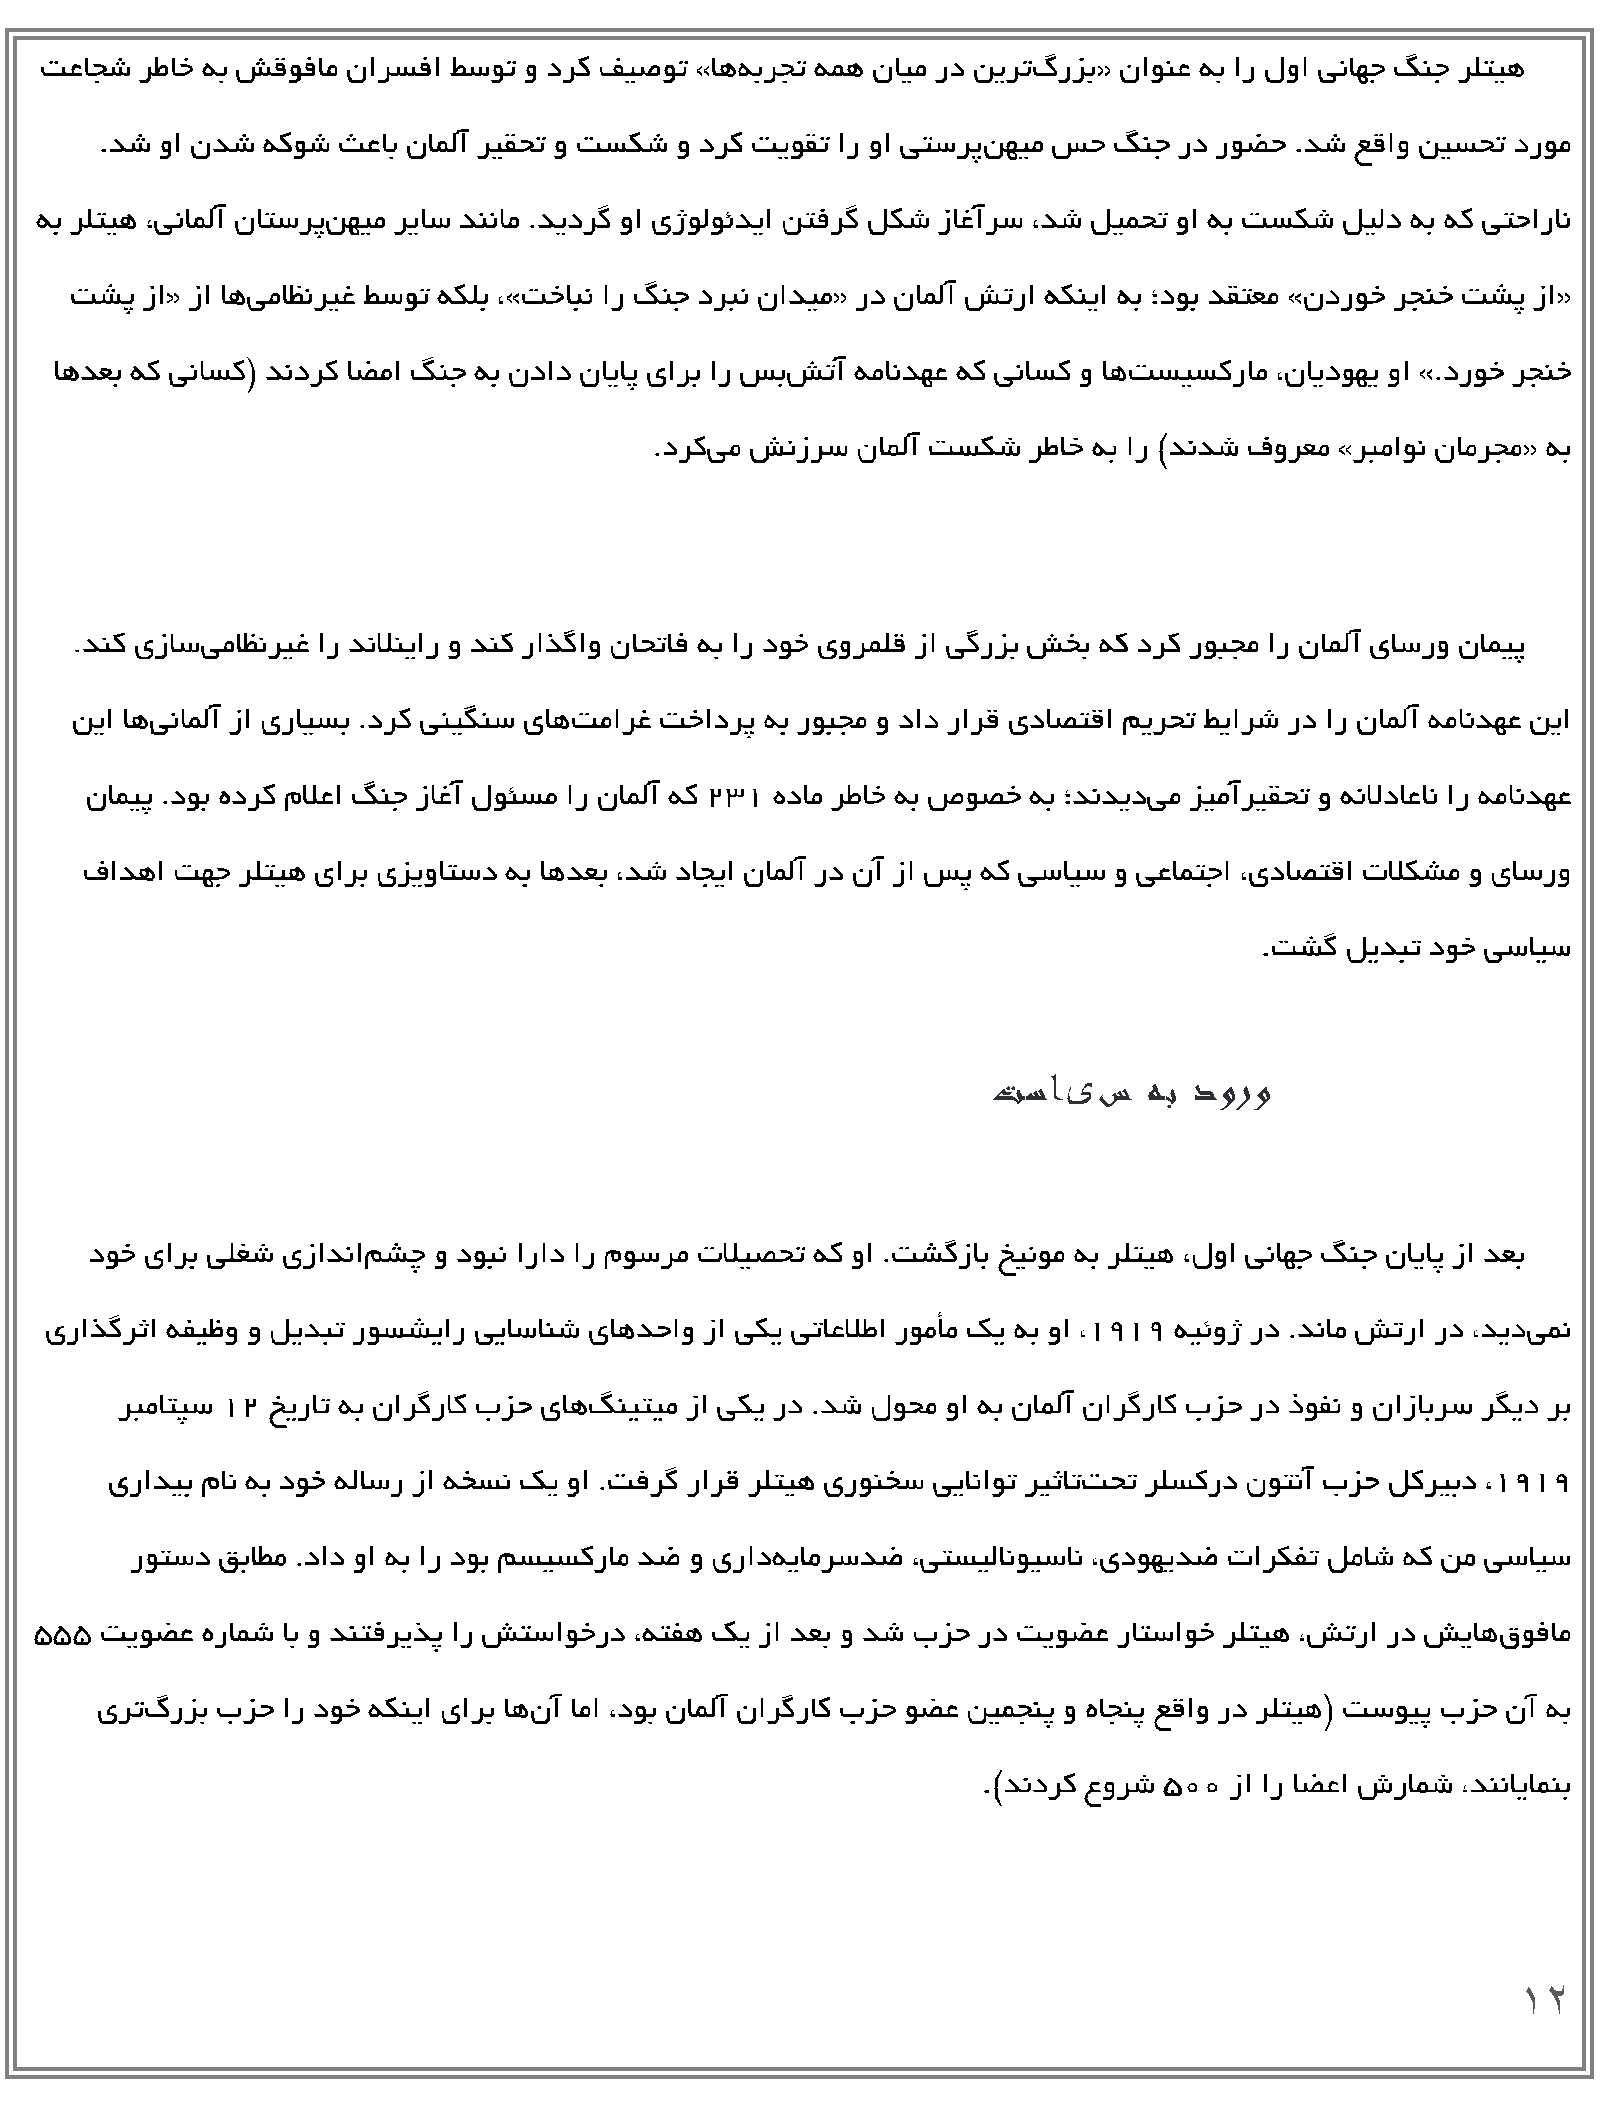 هیتلر جنگ جهانی اول را به عنوان «بزرگ‌ترین در میان همه تجربه‌ها» توصیف کرد و توسط افسران مافوقش به خاطر شجاعت
مورد تحسین واقع شد. حضور در جنگ حس میهن‌پرستی او را تقویت کرد و شکست و تحقیر آلمان باعث شوکه شدن او شد.
ناراحتی که به دلیل شکست به او تحمیل شد، سرآغاز شکل گرفتن ایدئولوژی او گردید. مانند سایر میهن‌پرستان آلمانی، هیتلر به
«از پشت خنجر خوردن» معتقد بود؛ به اینکه ارتش آلمان در «میدان نبرد جنگ را نباخت»، بلکه توسط غیرنظامی‌ها از «از پشت
خنجر خورد.» او یهودیان، مارکسیست‌ها و کسانی که عهدنامه آتش‌بس را برای پایان دادن به جنگ امضا کردند (کسانی که بعدها
به «مجرمان نوامبر» معروف شدند) را به خاطر شکست آلمان سرزنش می‌کرد.
پیمان ورسای آلمان را مجبور کرد که بخش بزرگی از قلمروی خود را به فاتحان واگذار کند و راینلاند را غیرنظامی‌سازی کند.
این عهدنامه آلمان را در شرایط تحریم اقتصادی قرار داد و مجبور به پرداخت غرامت‌های سنگینی کرد. بسیاری از آلمانی‌ها این
عهدنامه را ناعادلانه و تحقیرآمیز می‌دیدند؛ به خصوص به خاطر ماده ۲۳۱ که آلمان را مسئول آغاز جنگ اعلام کرده بود. پیمان
ورسای و مشکلات اقتصادی، اجتماعی و سیاسی که پس از آن در آلمان ایجاد شد، بعدها به دستاویزی برای هیتلر جهت اهداف
سیاسی خود تبدیل گشت.
ورود به سیاست
بعد از پایان جنگ جهانی اول، هیتلر به مونیخ بازگشت. او که تحصیلات مرسوم را دارا نبود و چشم‌اندازی شغلی برای خود
نمی‌دید، در ارتش ماند. در ژوئیه ۱۹۱۹، او به یک مأمور اطلاعاتی یکی از واحدهای شناسایی رایشسور تبدیل و وظیفه اثرگذاری
بر دیگر سربازان و نفوذ در حزب کارگران آلمان به او محول شد. در یکی از میتینگ‌های حزب کارگران به تاریخ ۱۲ سپتامبر
۱۹۱۹، دبیرکل حزب آنتون درکسلر تحت‌تاثیر توانایی سخنوری هیتلر قرار گرفت. او یک نسخه از رساله خود به نام بیداری
سیاسی من که شامل تفکرات ضدیهودی، ناسیونالیستی، ضدسرمایه‌داری و ضد مارکسیسم بود را به او داد. مطابق دستور
مافوق‌هایش در ارتش، هیتلر خواستار عضویت در حزب شد و بعد از یک هفته، درخواستش را پذیرفتند و با شماره عضویت ۵۵۵
به آن حزب پیوست (هیتلر در واقع پنجاه و پنجمین عضو حزب کارگران آلمان بود، اما آن‌ها برای اینکه خود را حزب بزرگ‌تری
بنمایانند، شمارش اعضا را از ۵۰۰ شروع کردند).
۱۲